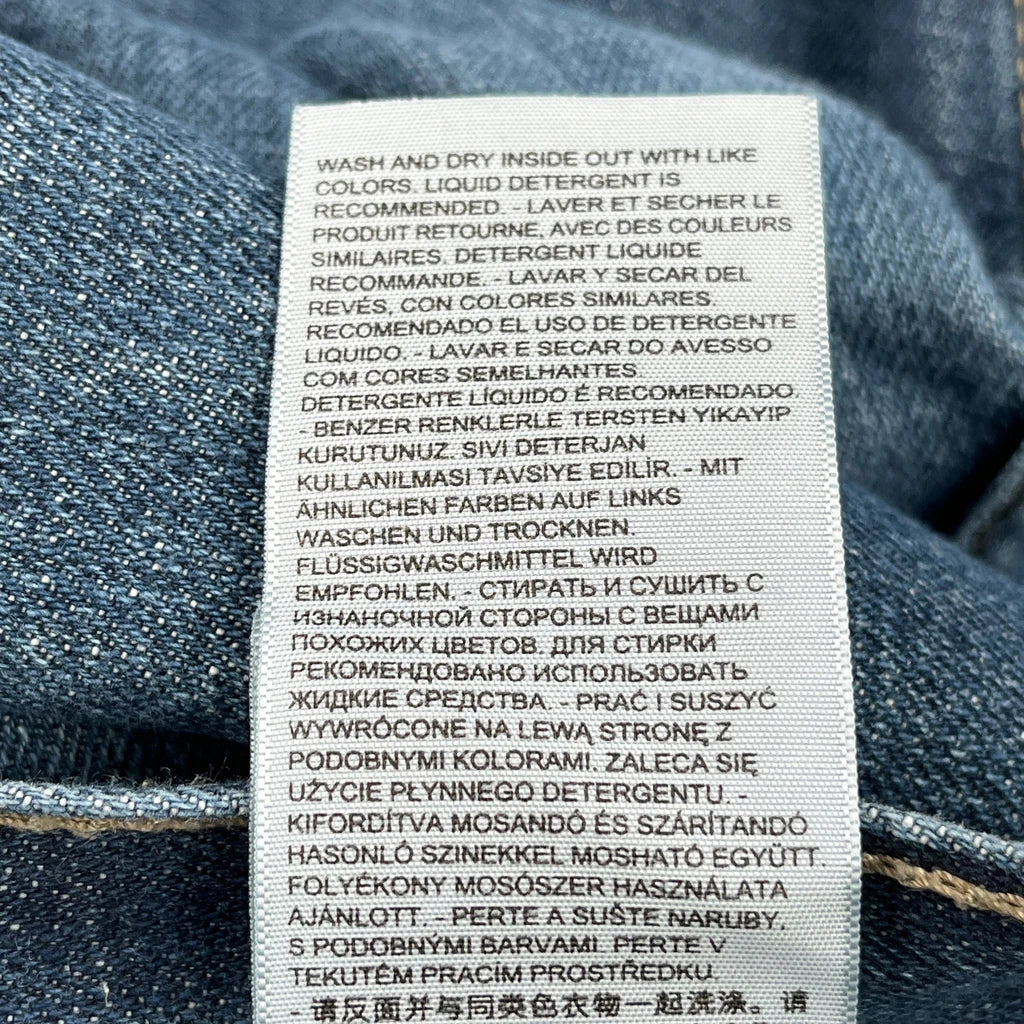 WASH AND DRY INSIDE OUT WITH LIKE
COLORS. LIQUID DETERGENT IS
RECOMMENDED. - LAVER ET SECHER LE
PRODUIT RETOURNE, AVEC DES COULEURS
SIMILAIRES. DETERGENT LIQUIDE
RECOMMANDE. - LAVAR Y SECAR DEL
REVÉS, CON COLORES SIMILARES.
RECOMENDADO EL USO DE DETERGENTE
LIQUIDO. - LAVAR E SECAR DO AVESSO
COM CORES SEMELHANTES
DETERGENTE LÍQUIDO É RECOMENDADO
- BENZER RENKLERLE TERSTEN YIKAYIP
KURUTUNUZ. SIVI DETERJAN
KULLANILMASI TAVSİYE EDİLİR. - MIT
ÄHNLICHEN FARBEN AUF LINKS
WASCHEN UND TROCKNEN.
FLÜSSIGWASCHMITTEL WIRD
EMPFOHLEN. - СТИРАТЬ И СУШИТЬ С
ИЗНАНОЧНОЙ СТОРОНЫ С ВЕЩАМИ
ПОХОЖИХ ЦВЕТОВ. ДЛЯ СТИРКИ
РЕКОМЕНДОВАНО ИСПОЛЬЗОВАТЬ
ЖИДКИЕ СРЕДСТВА. - PRAĆ I SUSZYĆ
WYWRÓCONE NA LEWĄ STRONĘ Z
PODOBNYMI KOLORAMI. ZALECA SIĘ
UŻYCIE PŁYNNEGO DETERGENTU. -
KIFORDÍTVA MOSANDÓ ÉS SZÁRÍTANDÓ
HASONLÓ SZINEKKEL MOSHATÓ EGYÜTT.
FOLYÉKONY MOSÓSZER HASZNÁLATA
AJÁNLOTT. - PERTE A SUŠTE NARUBY,
S PODOBNÝMI BARVAMI. PERTE V
TEKUTÉM PRACÍM PROSTŘEDKU.
- 请反面并与同类色衣物一起洗涤。请